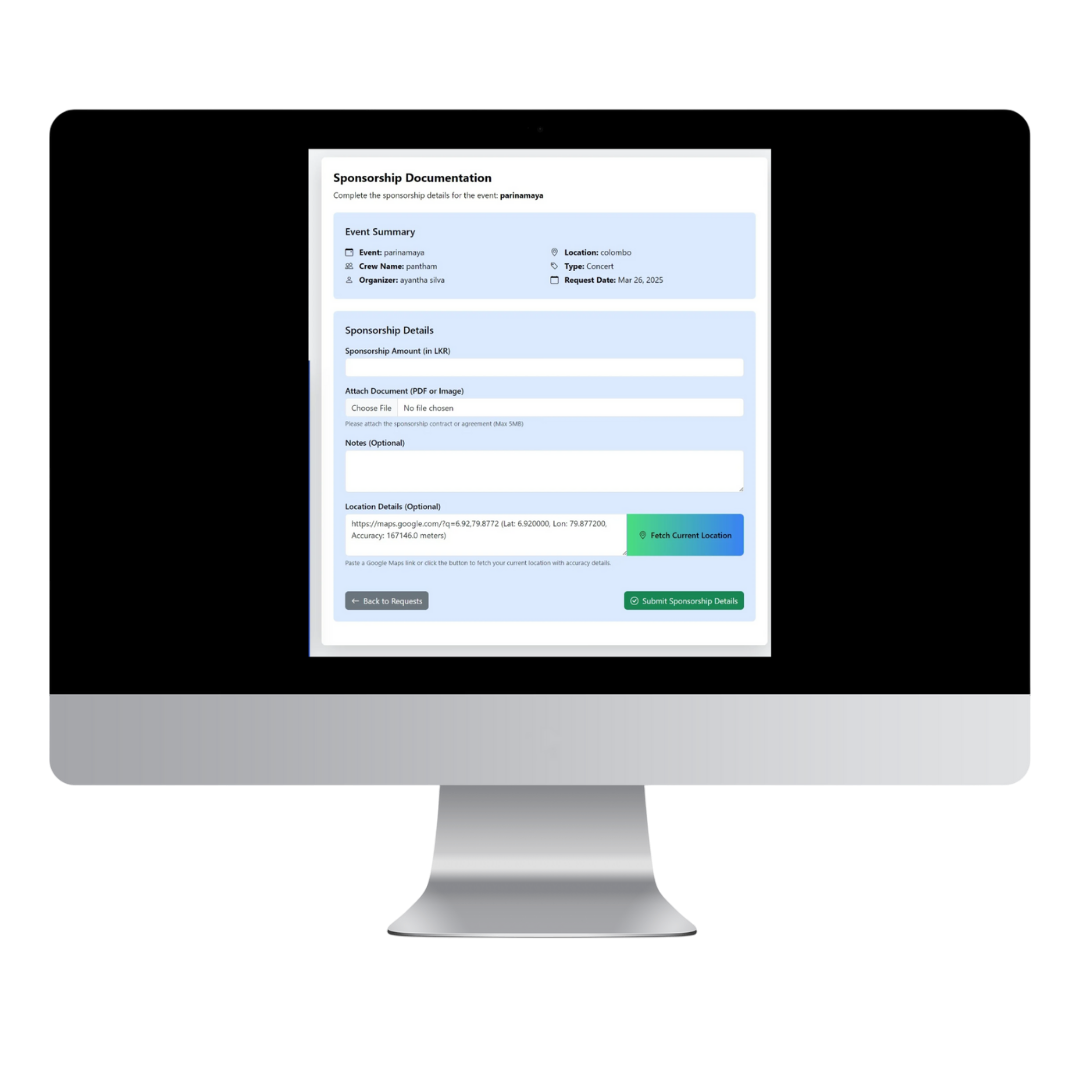 Sponsorship Documentation
Complete the sponsorship details for the event: parinamaya
Event Summary
Event: parinamaya
Location: colombo
Crew Name: pantham
Type: Concert
Organizer: ayantha silva
Request Date: Mar 26, 2025
Sponsorship Details
Sponsorship Amount (in LKR)
Attach Document (PDF or Image)
Choose File No file chosen
Please attach the sponsorship contract or agreement (Max 5MB)
Notes (Optional)
Location Details (Optional)
https://maps.google.com/?q=6.92,79.8772 (Lat: 6.920000, Lon: 79.877200,
Accuracy: 167146.0 meters)
Fetch Current Location
Paste a Google Maps link or click the button to fetch your current location with accuracy details.
← Back to Requests
Submit Sponsorship Details